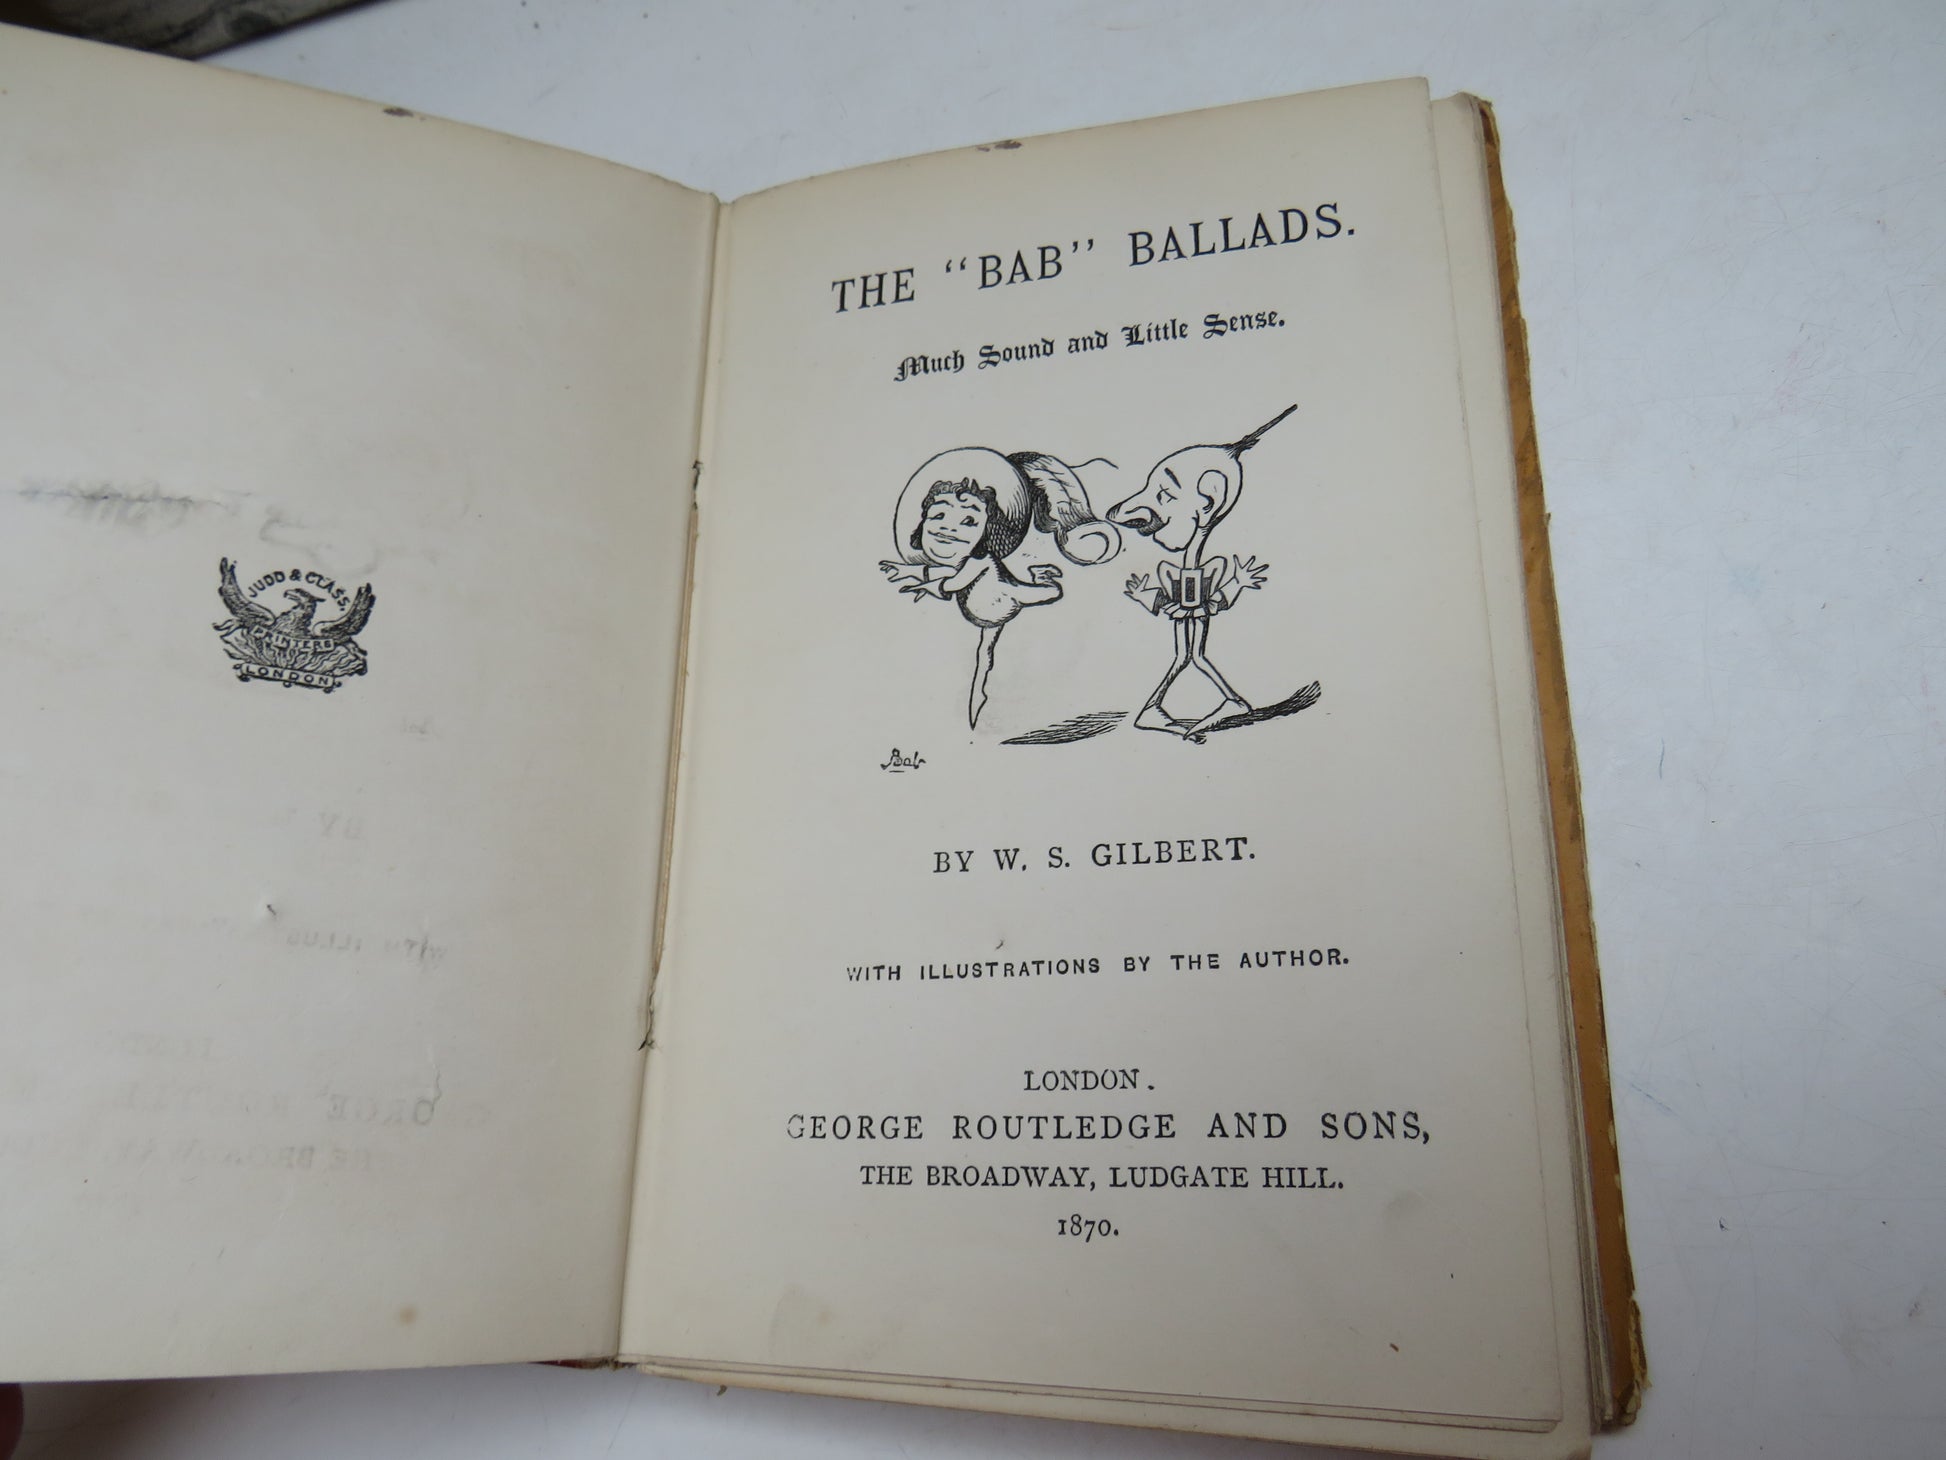 JUDD & GLASS,
PRINTERS
LONDON
THE "BAB" BALLADS.
Much Sound and Little Sense.
Bab
BY W. S. GILBERT.
WITH ILLUSTRATIONS BY THE AUTHOR.
LONDON.
GEORGE ROUTLEDGE AND SONS,
THE BROADWAY, LUDGATE HILL.
1870.